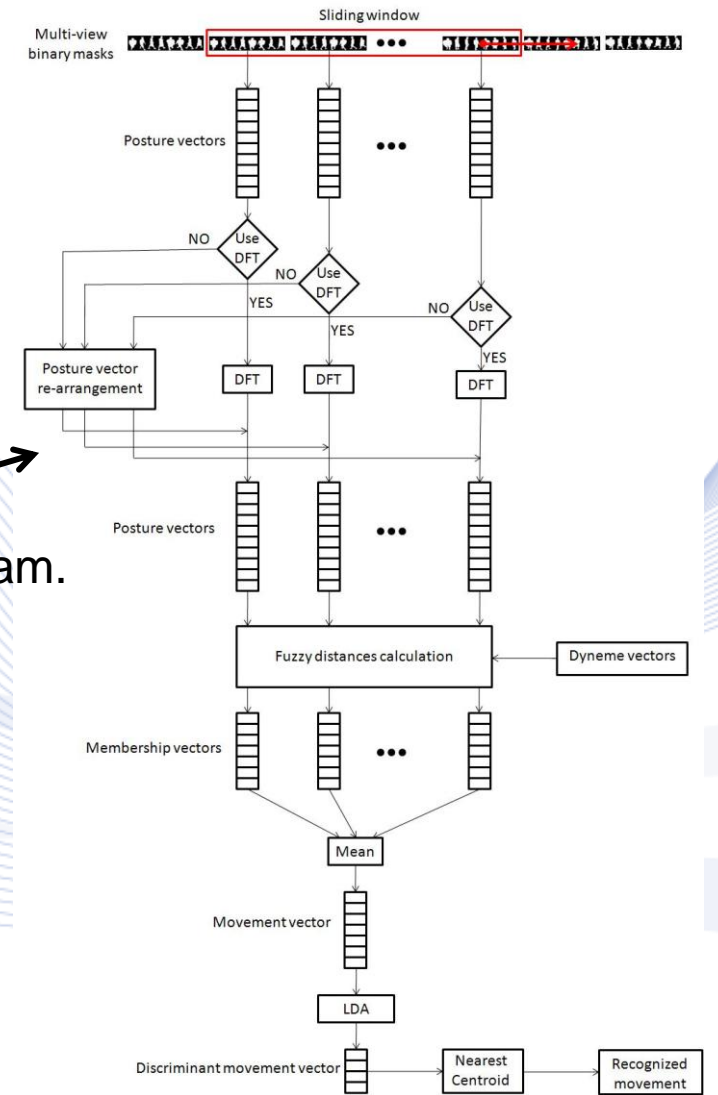 Sliding window
Multi-view
binary masks
Posture vectors
NO
Use
DFT
NO
Use
DFT
NO
Use
DFT
YES
YES
YES
Posture vector
re-arrangement
DFT
DFT
DFT
Posture vectors
am.
Fuzzy distances calculation
Dyneme vectors
Membership vectors
Mean
Movement vector
LDA
Discriminant movement vector
Nearest
Centroid
Recognized
movement